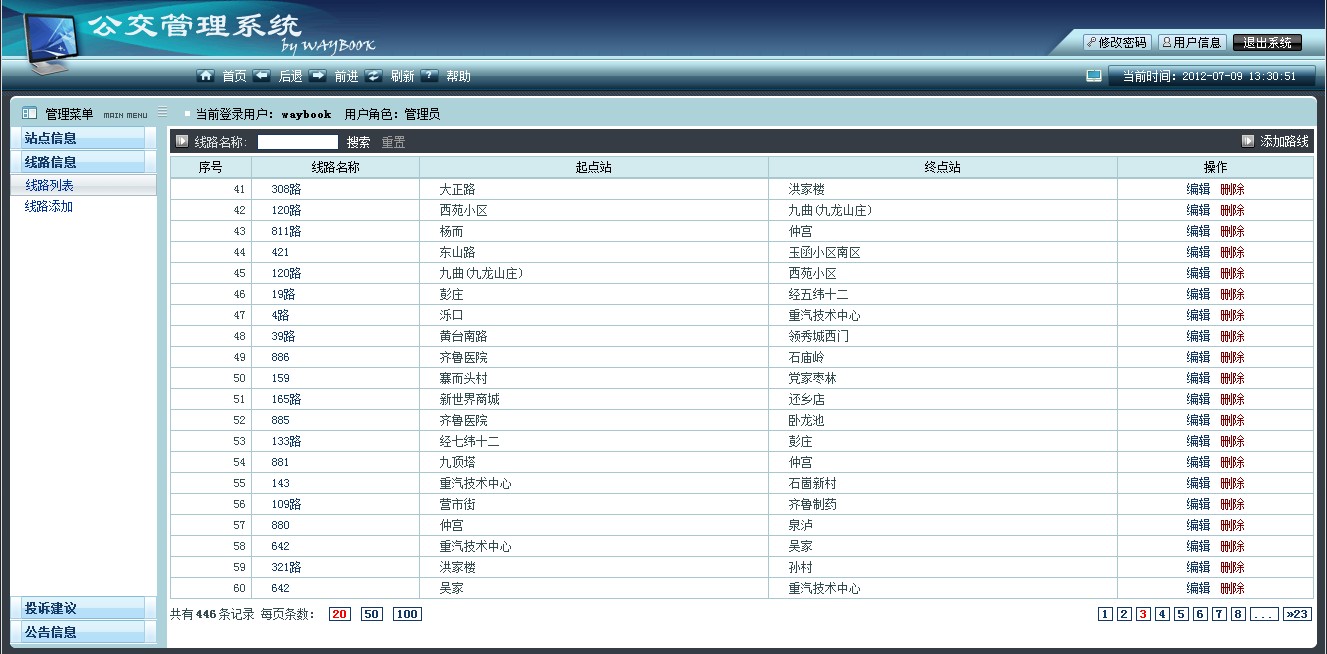 公交管理系统
by WAYBOOK
修改密码 用户信息 退出系统
首页 后退 前进 刷新 帮助 当前时间：2012-07-09 13:30:51
管理菜单 MAIN MENU 当前登录用户：waybook 用户角色：管理员
站点信息
线路信息
线路列表
线路添加
投诉建议
公告信息
线路名称： 搜索 重置 添加路线
序号 线路名称 起点站 终点站 操作
41 308路 大正路 洪家楼 编辑 删除
42 120路 西苑小区 九曲(九龙山庄) 编辑 删除
43 811路 杨而 仲宫 编辑 删除
44 421 东山路 玉函小区南区 编辑 删除
45 120路 九曲(九龙山庄) 西苑小区 编辑 删除
46 19路 彭庄 经五纬十二 编辑 删除
47 4路 泺口 重汽技术中心 编辑 删除
48 39路 黄台南路 领秀城西门 编辑 删除
49 886 齐鲁医院 石庙岭 编辑 删除
50 159 寨而头村 党家枣林 编辑 删除
51 165路 新世界商城 还乡店 编辑 删除
52 885 齐鲁医院 卧龙池 编辑 删除
53 133路 经七纬十二 彭庄 编辑 删除
54 881 九顶塔 仲宫 编辑 删除
55 143 重汽技术中心 石崮新村 编辑 删除
56 109路 营市街 齐鲁制药 编辑 删除
57 880 仲宫 泉泸 编辑 删除
58 642 重汽技术中心 吴家 编辑 删除
59 321路 洪家楼 孙村 编辑 删除
60 642 吴家 重汽技术中心 编辑 删除
共有446条记录 每页条数： 20 50 100 1 2 3 4 5 6 7 8 ... »23